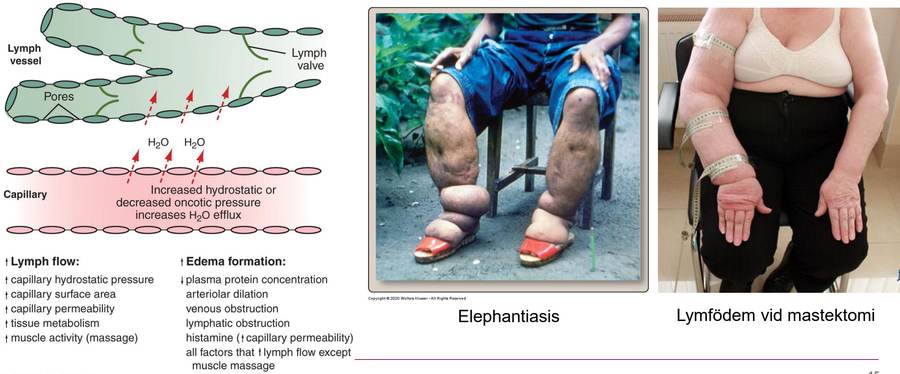 Lymph
vessel
Lymph
valve
Pores
H₂O
H₂O
Capillary
Increased hydrostatic or
decreased oncotic pressure
increases H₂O efflux
↑ Lymph flow:
↑ capillary hydrostatic pressure
↑ capillary surface area
↑ capillary permeability
↑ tissue metabolism
↑ muscle activity (massage)
↑ Edema formation:
↓ plasma protein concentration
arteriolar dilation
venous obstruction
lymphatic obstruction
histamine (↑ capillary permeability)
all factors that ↑ lymph flow except
muscle massage
Copyright © 2020 Wolters Kluwer - All Rights Reserved
Elephantiasis
Lymfödem vid mastektomi